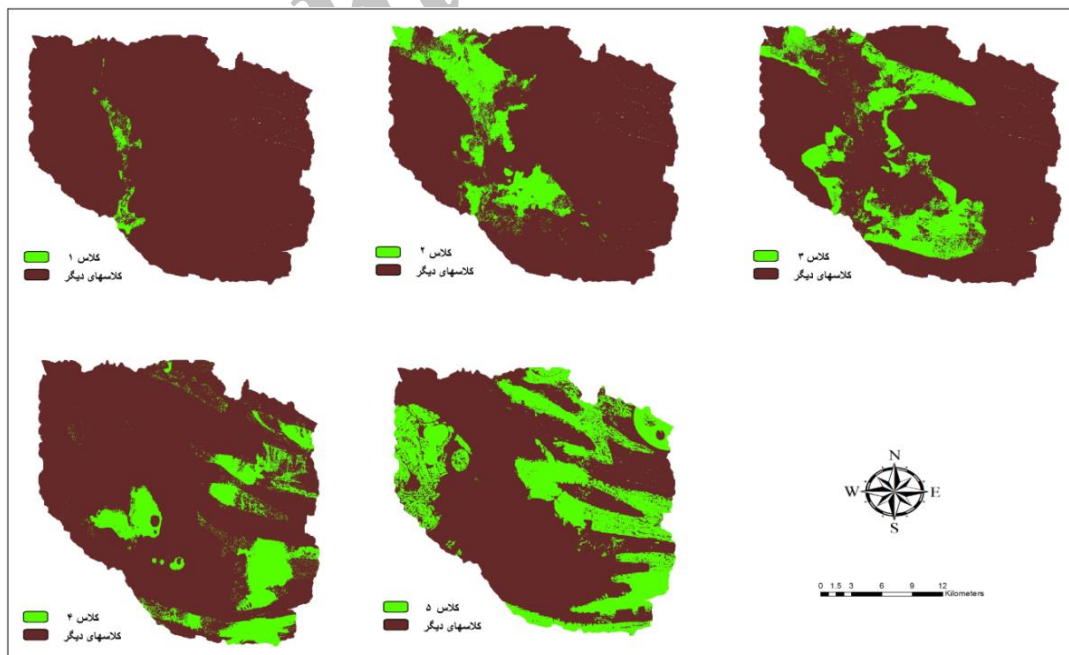 کلاس ۱
کلاسهای دیگر
کلاس ۲
کلاسهای دیگر
کلاس ۳
کلاسهای دیگر
کلاس ۴
کلاسهای دیگر
کلاس ۵
کلاسهای دیگر
N
W E
S
0 1.5 3 6 9 12
Kilometers